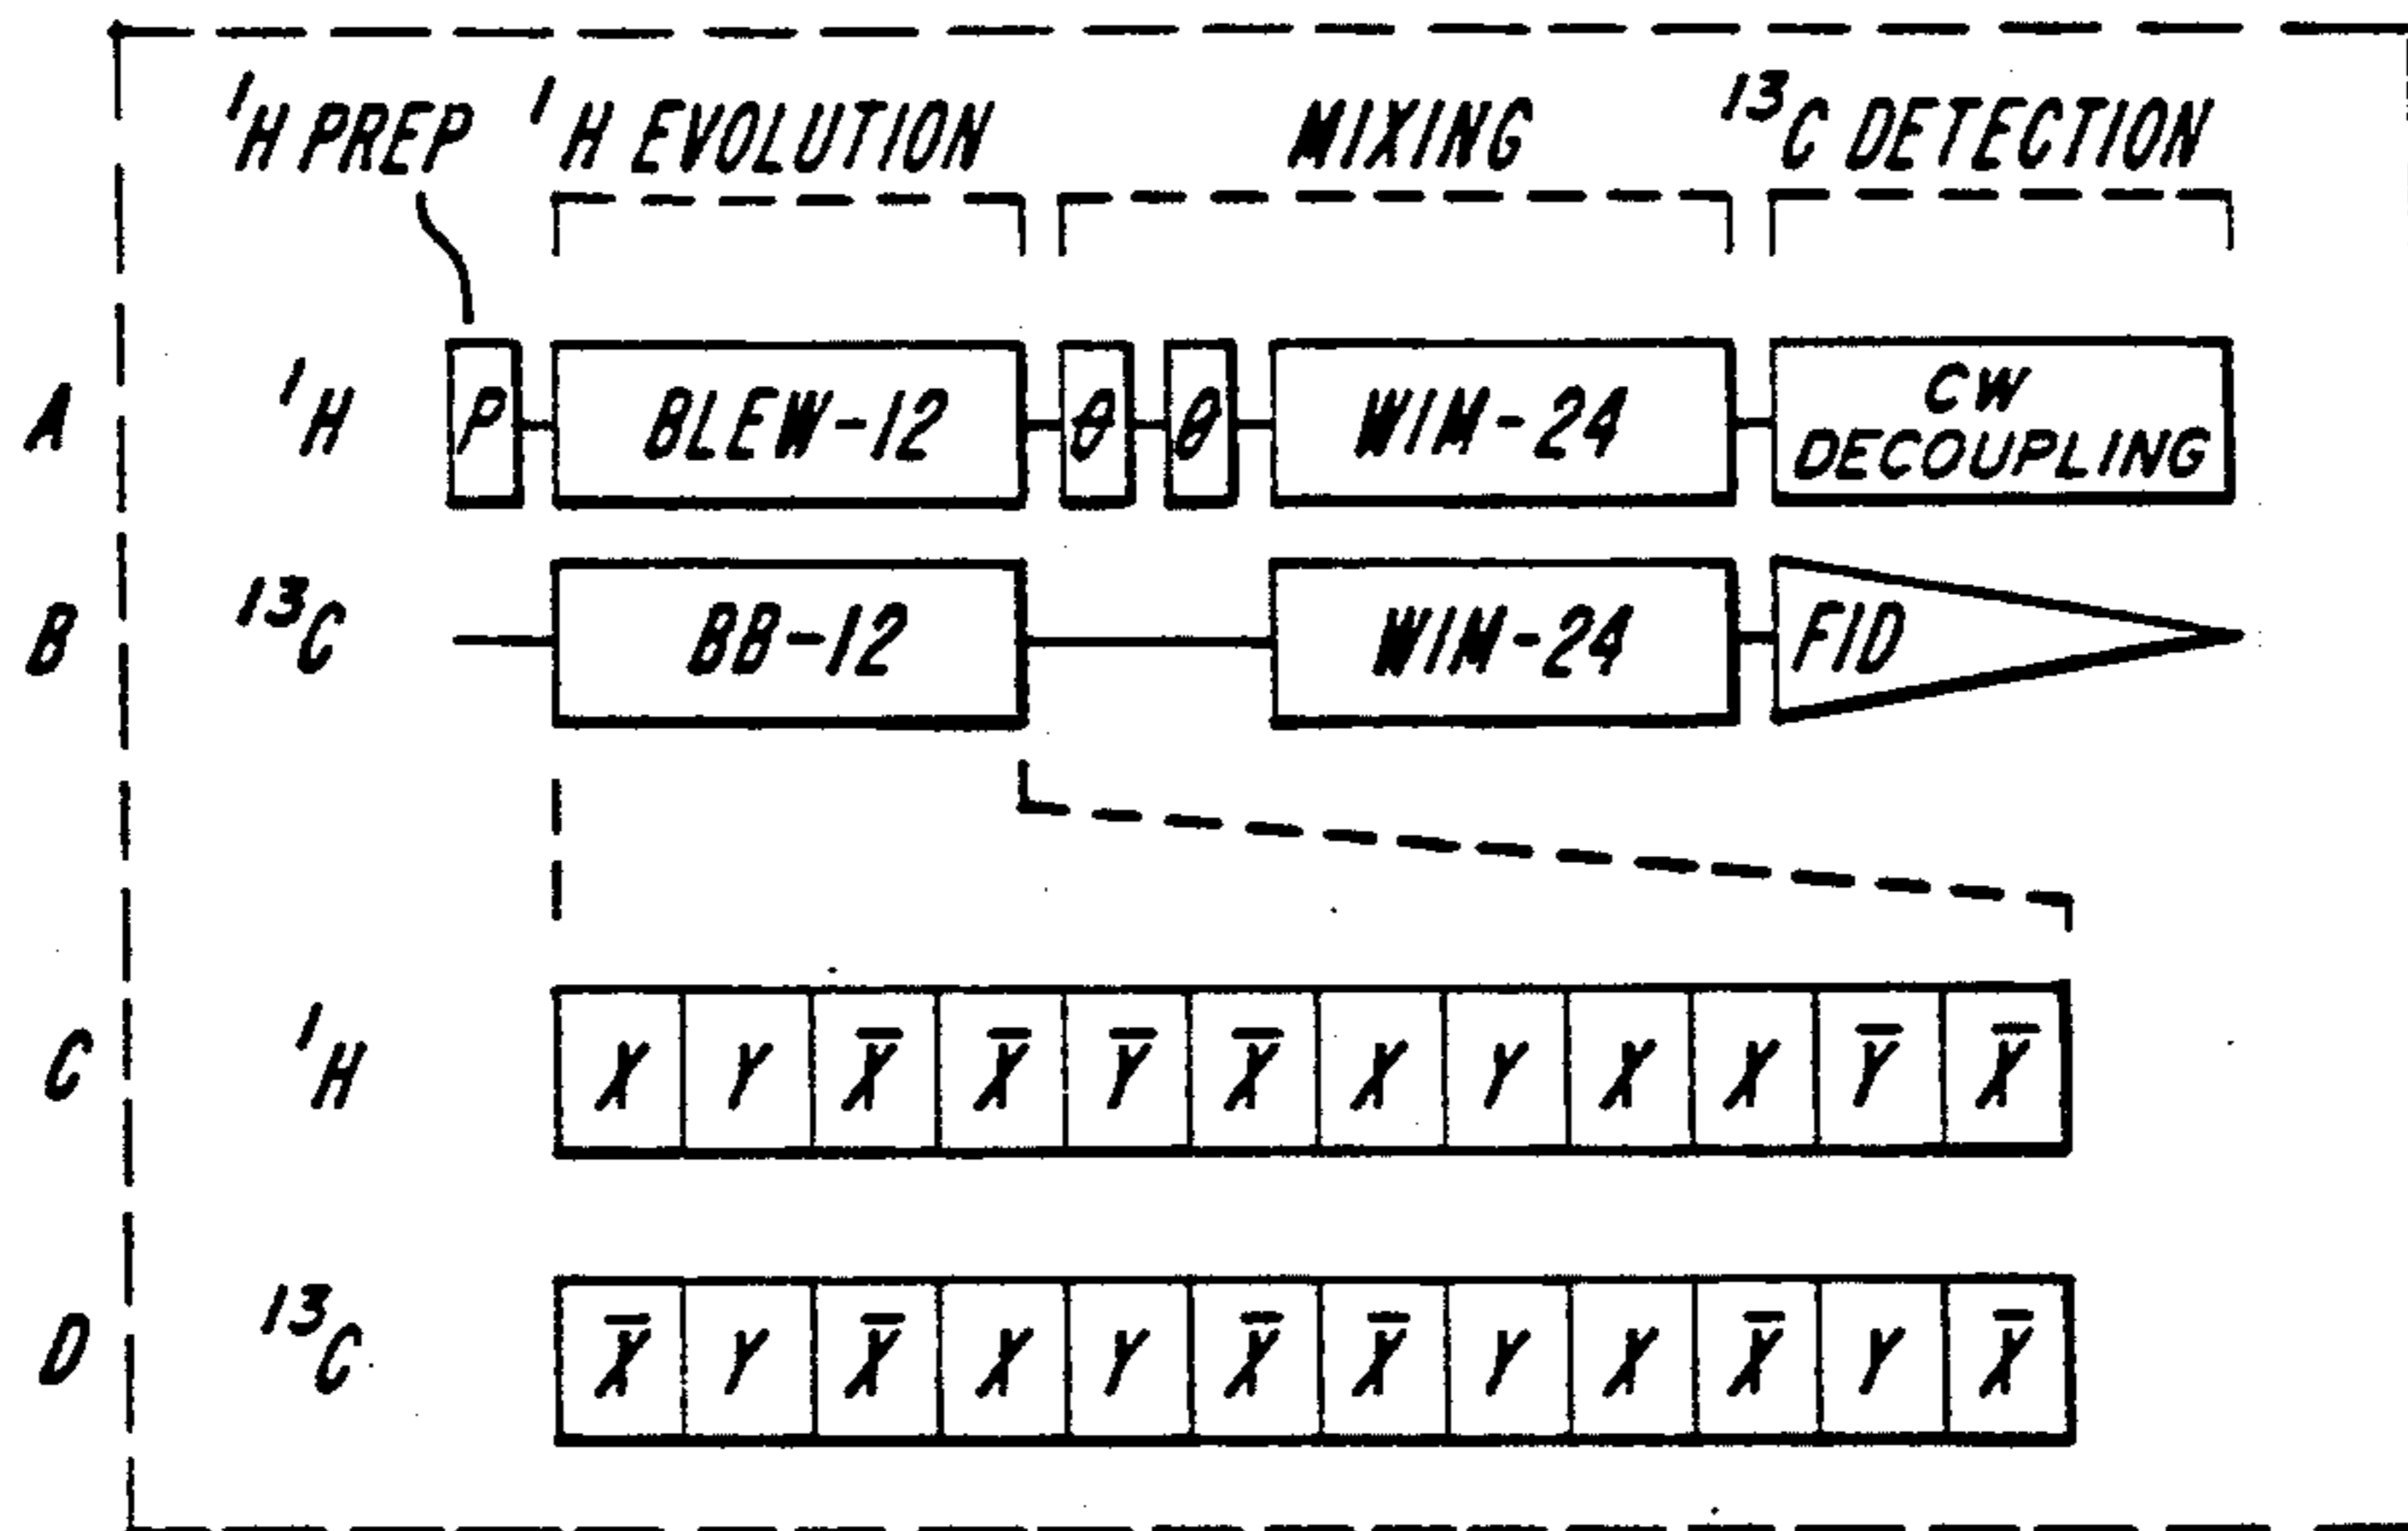 ¹H PREP ¹H EVOLUTION MIXING ¹³C DETECTION
A ¹H P BLEW-12 θ θ WIM-24 CW DECOUPLING
B ¹³C BB-12 WIM-24 FID
C ¹H X Y X̅ X̅ Y̅ X̅ X Y X X Y̅ X̅
D ¹³C X̅ Y X̅ X Y X̅ X̅ Y X X̅ Y X̅